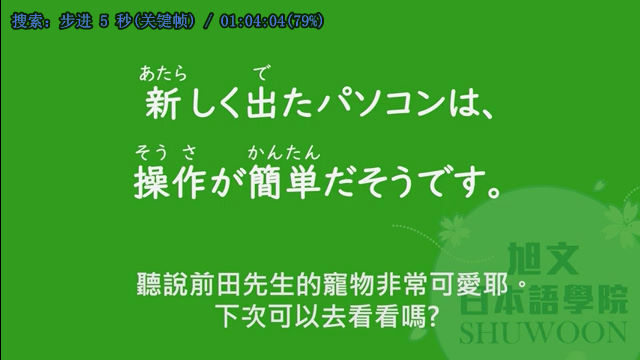 搜索: 步进 5 秒(关键帧) / 01:04:04(79%)
あたら で
新しく出たパソコンは、
そう さ かんたん
操作が簡単だそうです。
聽說前田先生的寵物非常可愛耶。
下次可以去看看嗎?
旭文
日本語學院
SHUWOON